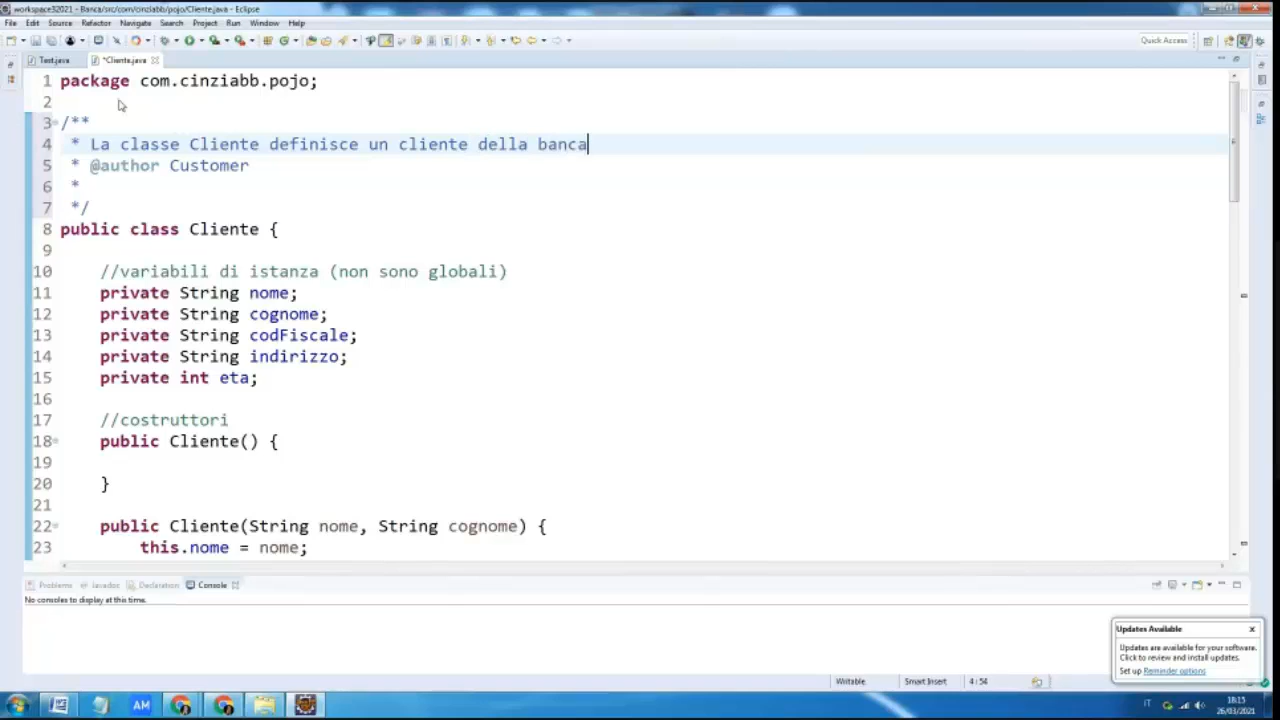 workspace32021 - Banca/src/com/cinziabb/pojo/Cliente.java - Eclipse
File Edit Source Refactor Navigate Search Project Run Window Help
Quick Access
Test.java *Cliente.java
1 package com.cinziabb.pojo;
2
3 /**
4 * La classe Cliente definisce un cliente della banca
5 * @author Customer
6 *
7 */
8 public class Cliente {
9
10 //variabili di istanza (non sono globali)
11 private String nome;
12 private String cognome;
13 private String codFiscale;
14 private String indirizzo;
15 private int eta;
16
17 //costruttori
18 public Cliente() {
19
20 }
21
22 public Cliente(String nome, String cognome) {
23 this.nome = nome;
Problems Javadoc Declaration Console
No consoles to display at this time.
Updates Available
Updates are available for your software.
Click to review and install updates.
Set up Reminder options
Writable Smart Insert 4:54
AM
IT
18:15
26/03/2021